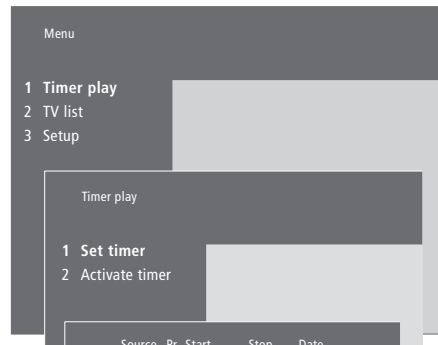 Menu
1 Timer play
2 TV list
3 Setup
Timer play
1 Set timer
2 Activate timer
Source Pr Start Stop Date